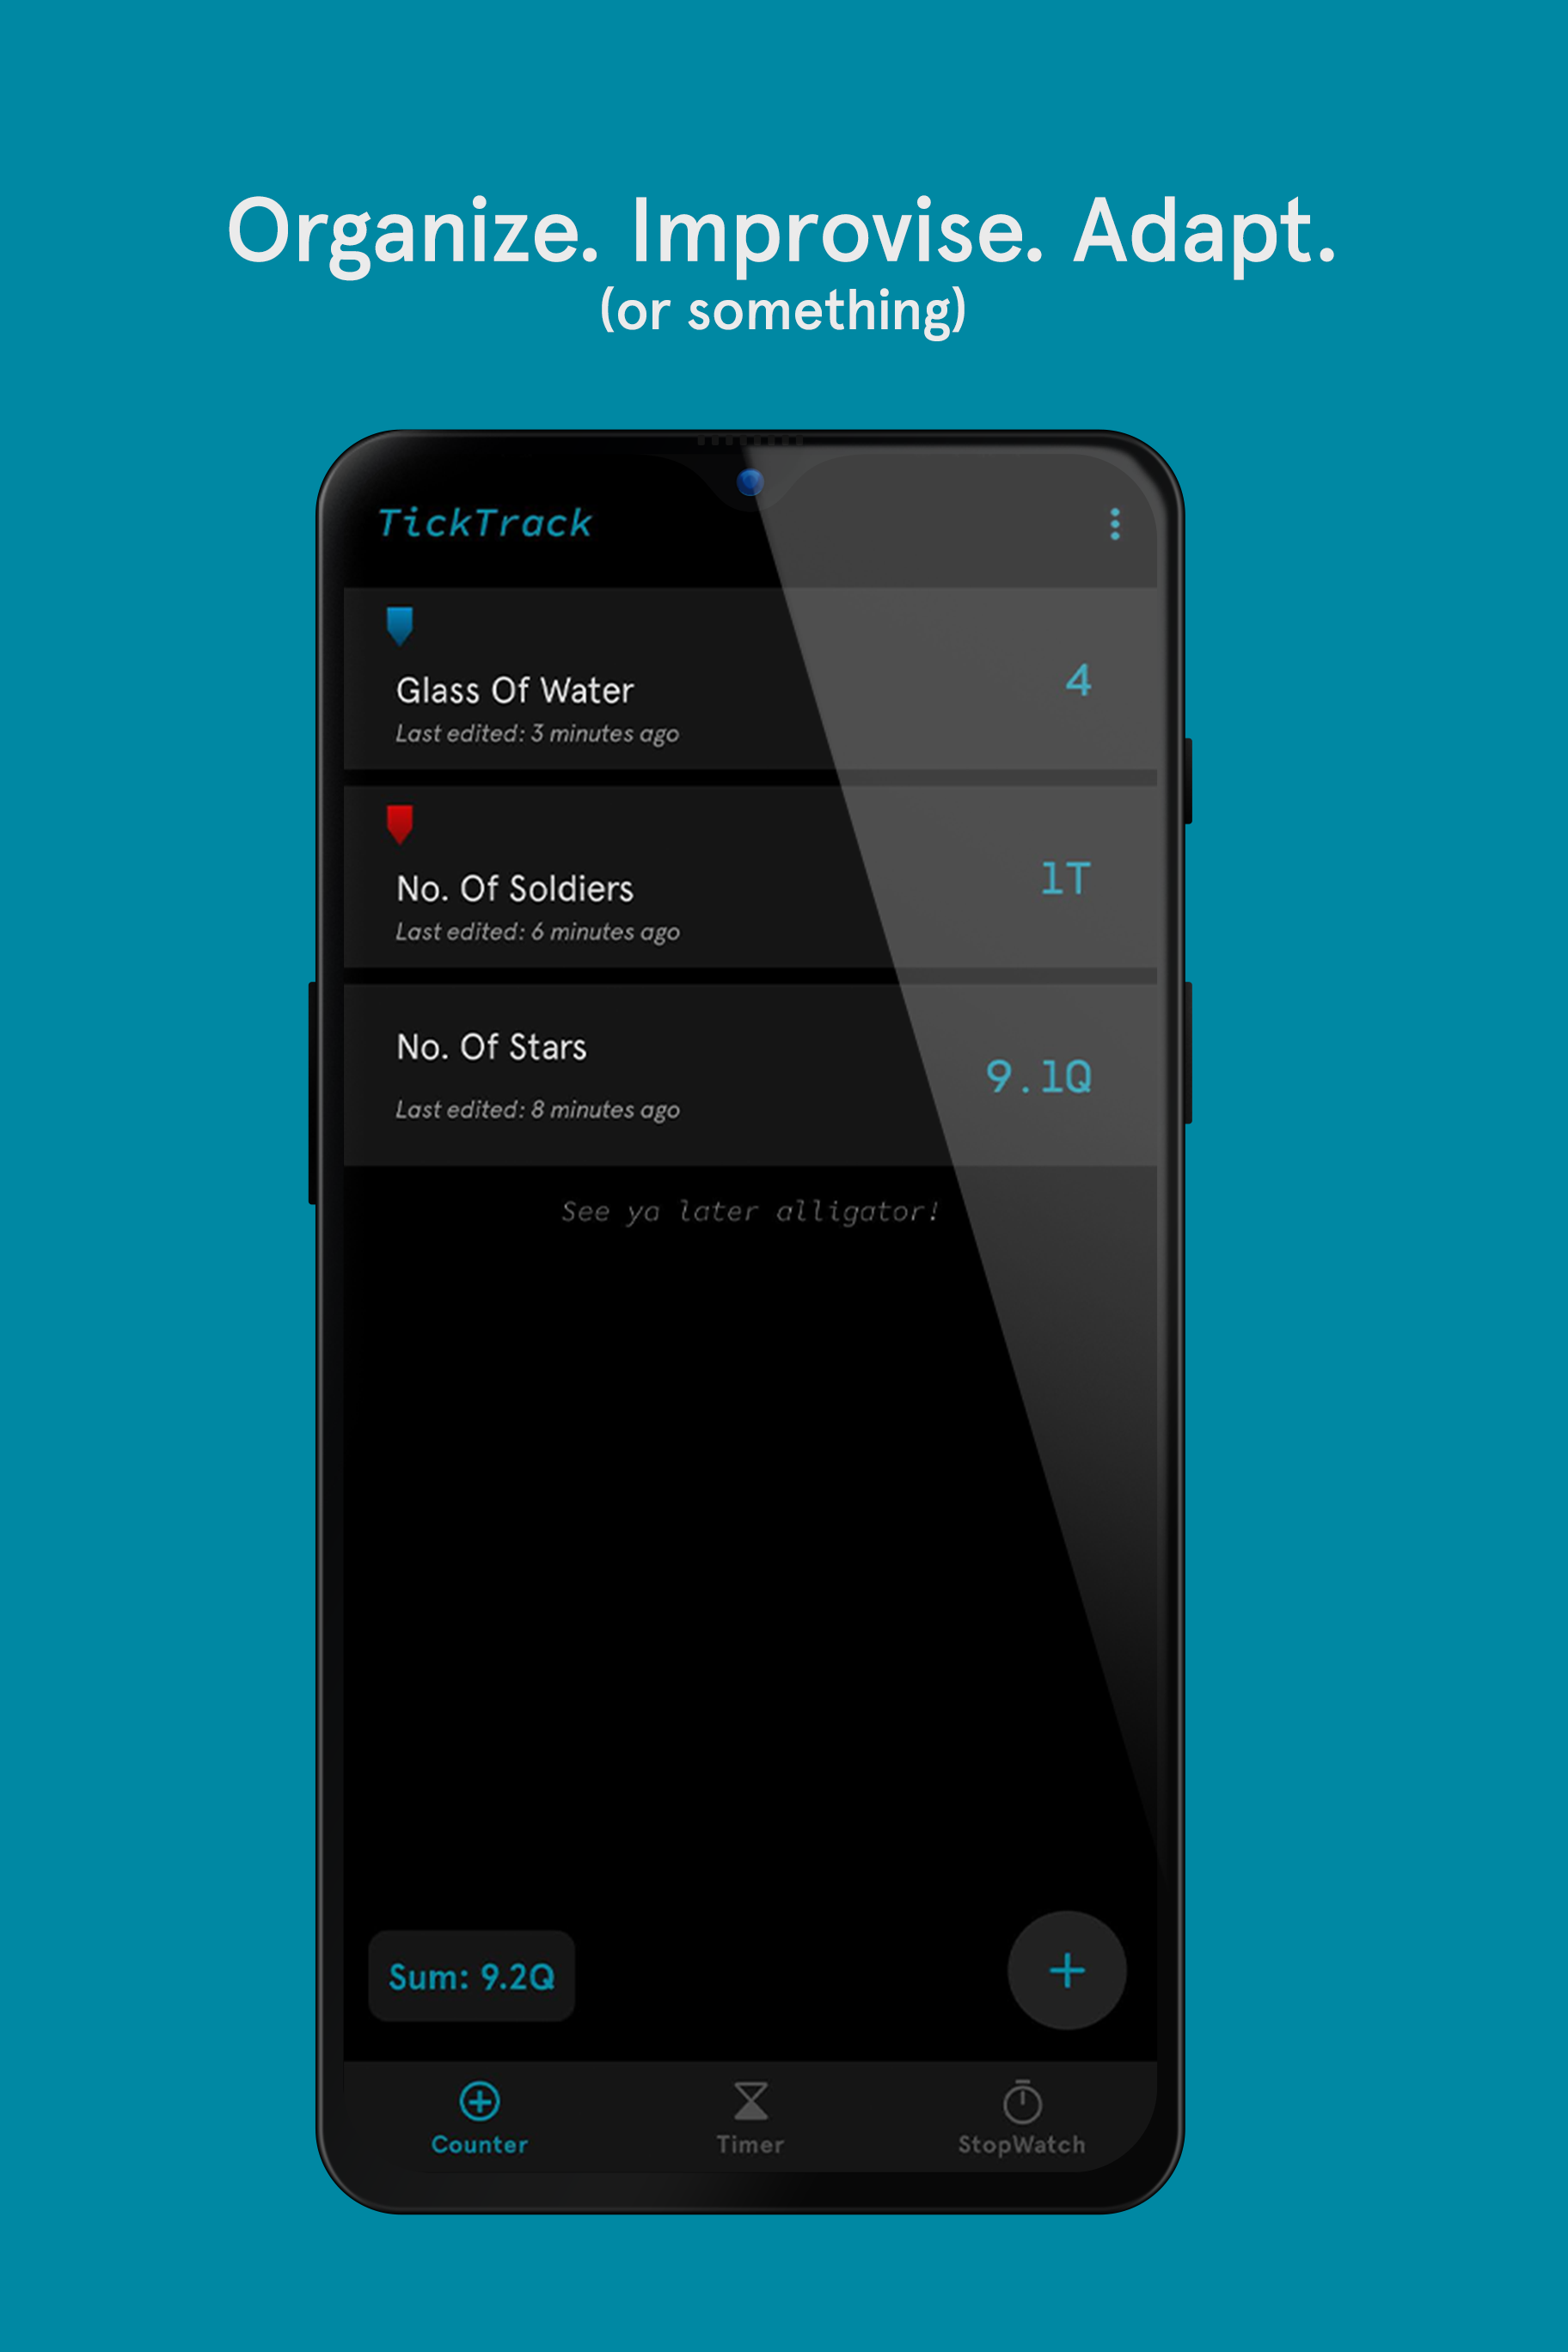 Organize. Improvise. Adapt.
(or something)
TickTrack
Glass Of Water
4
Last edited: 3 minutes ago
No. Of Soldiers
1T
Last edited: 6 minutes ago
No. Of Stars
9.1Q
Last edited: 8 minutes ago
See ya later alligator!
Sum: 9.2Q
+
Counter
Timer
StopWatch